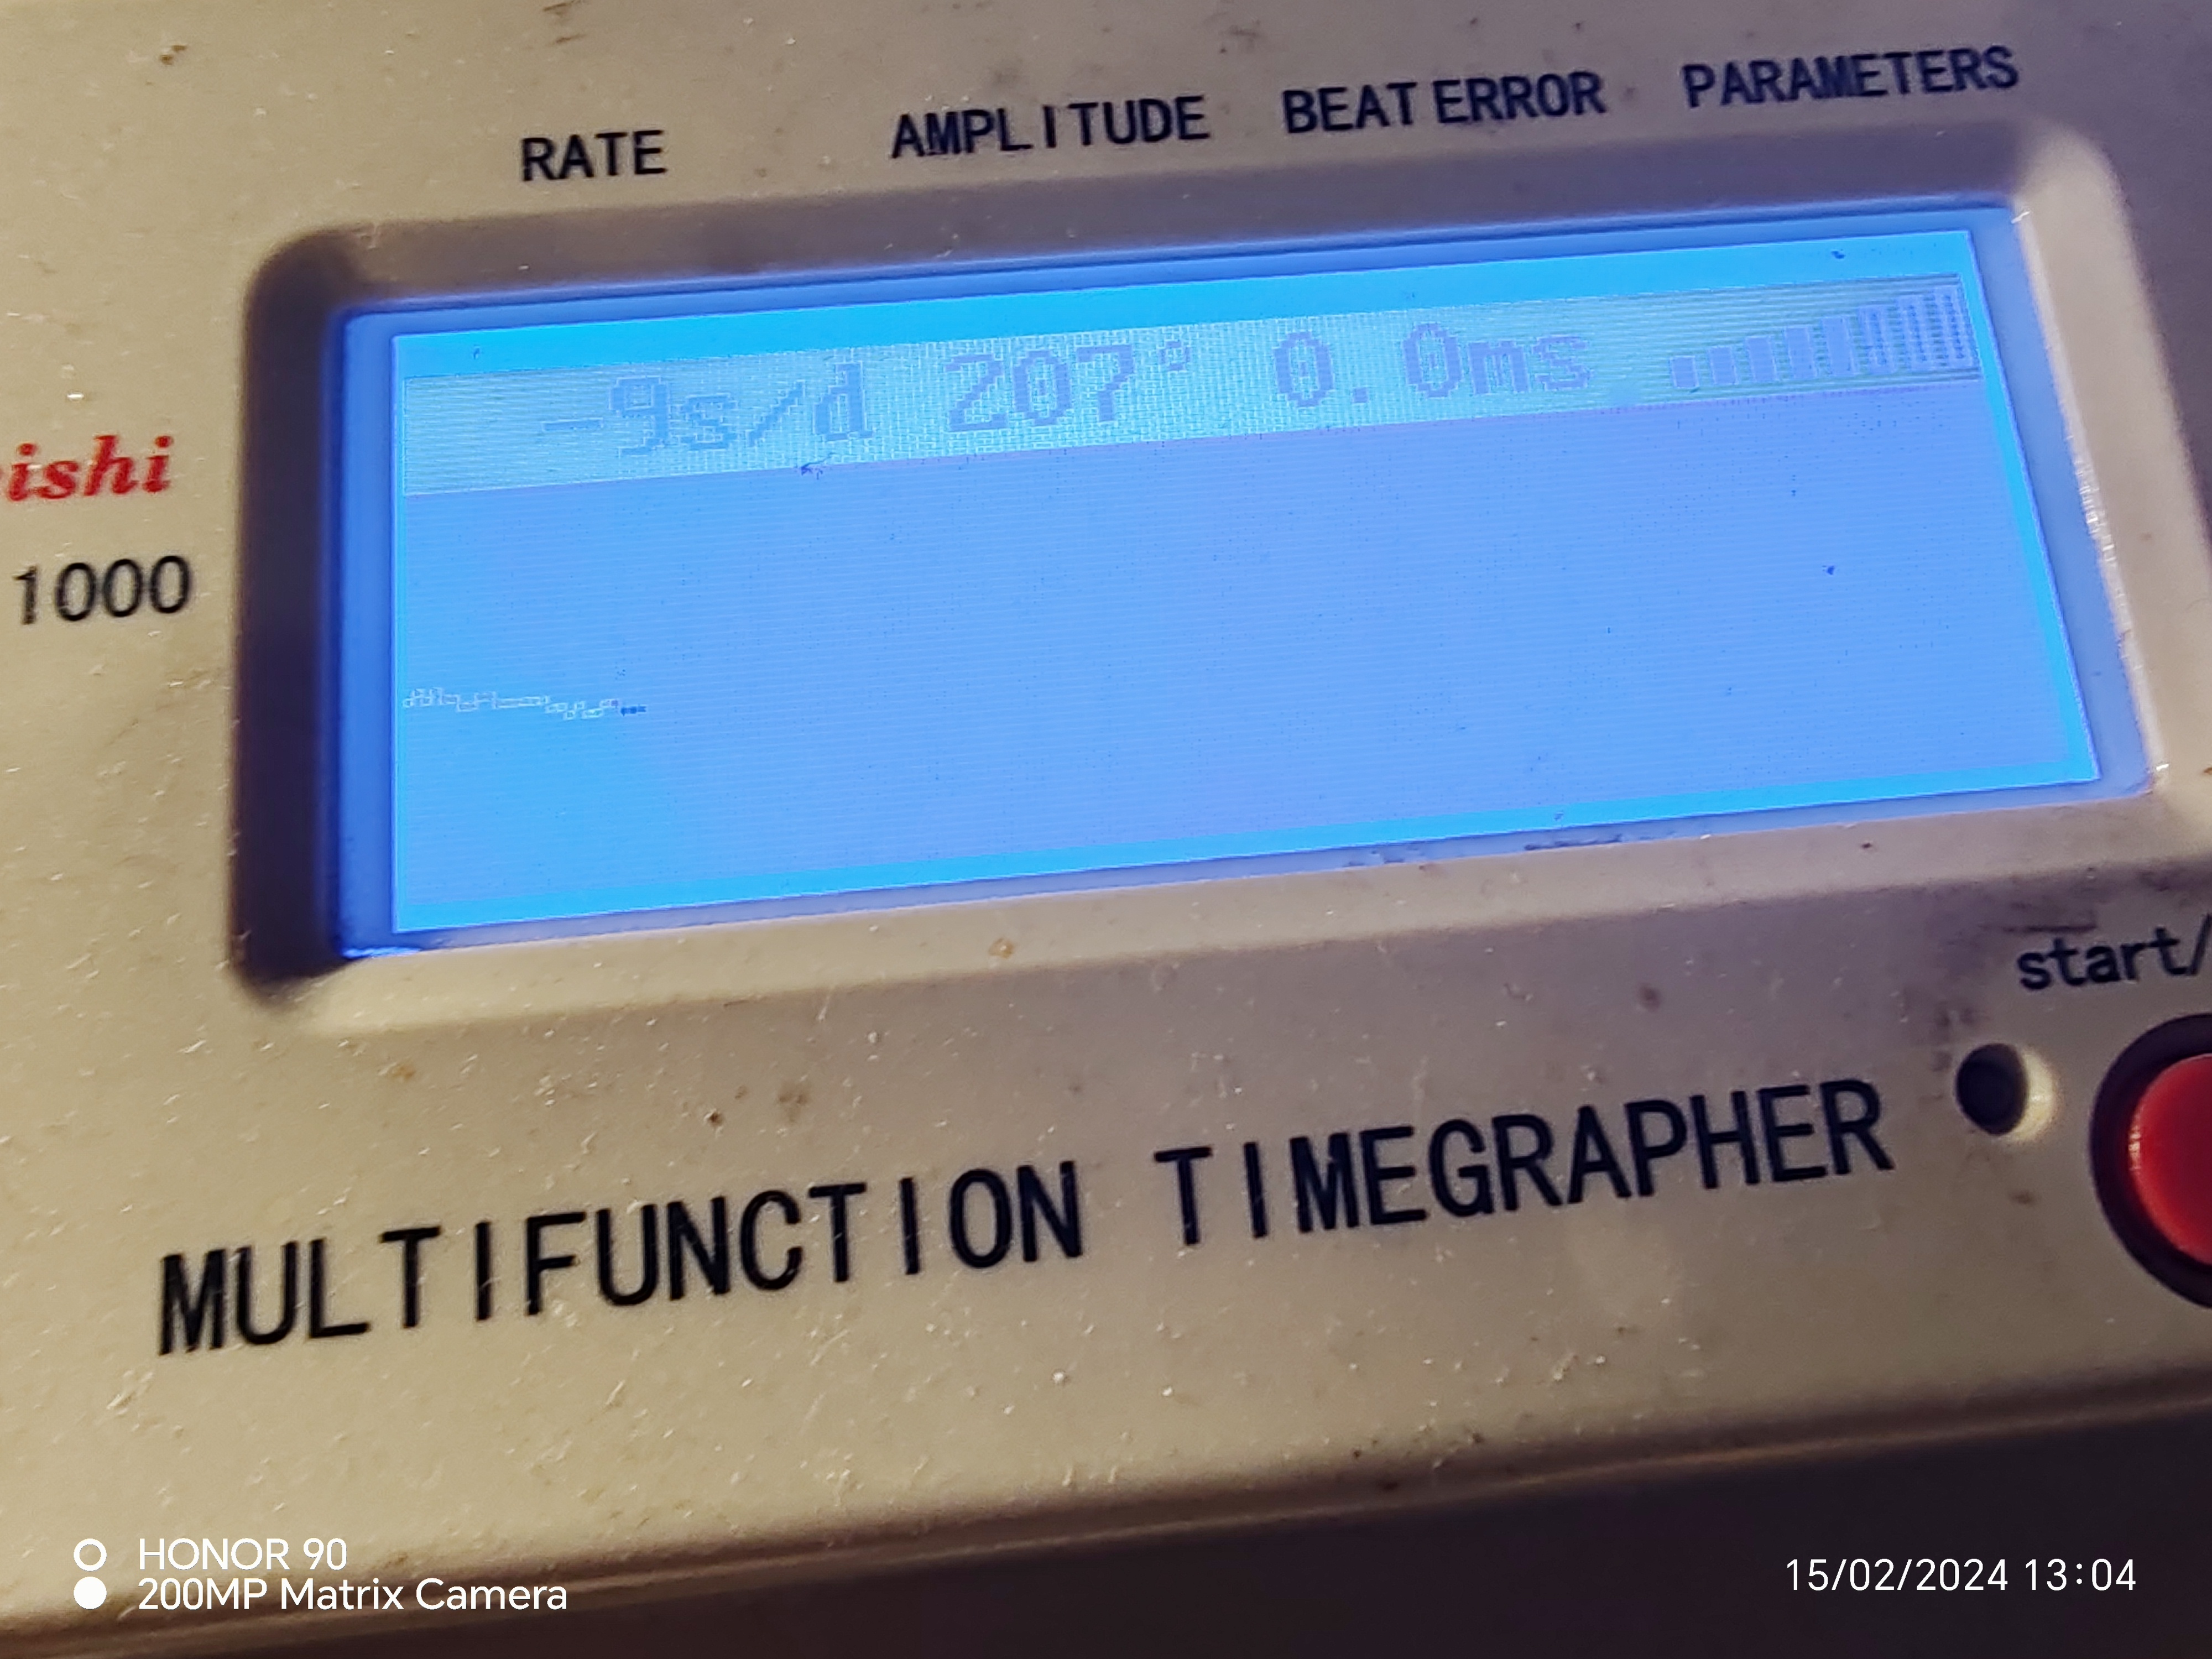 RATE AMPLITUDE BEAT ERROR PARAMETERS
-9s/d 207° 0.0ms
eishi
1000
start/
MULTIFUNCTION TIMEGRAPHER
HONOR 90
200MP Matrix Camera
15/02/2024 13:04